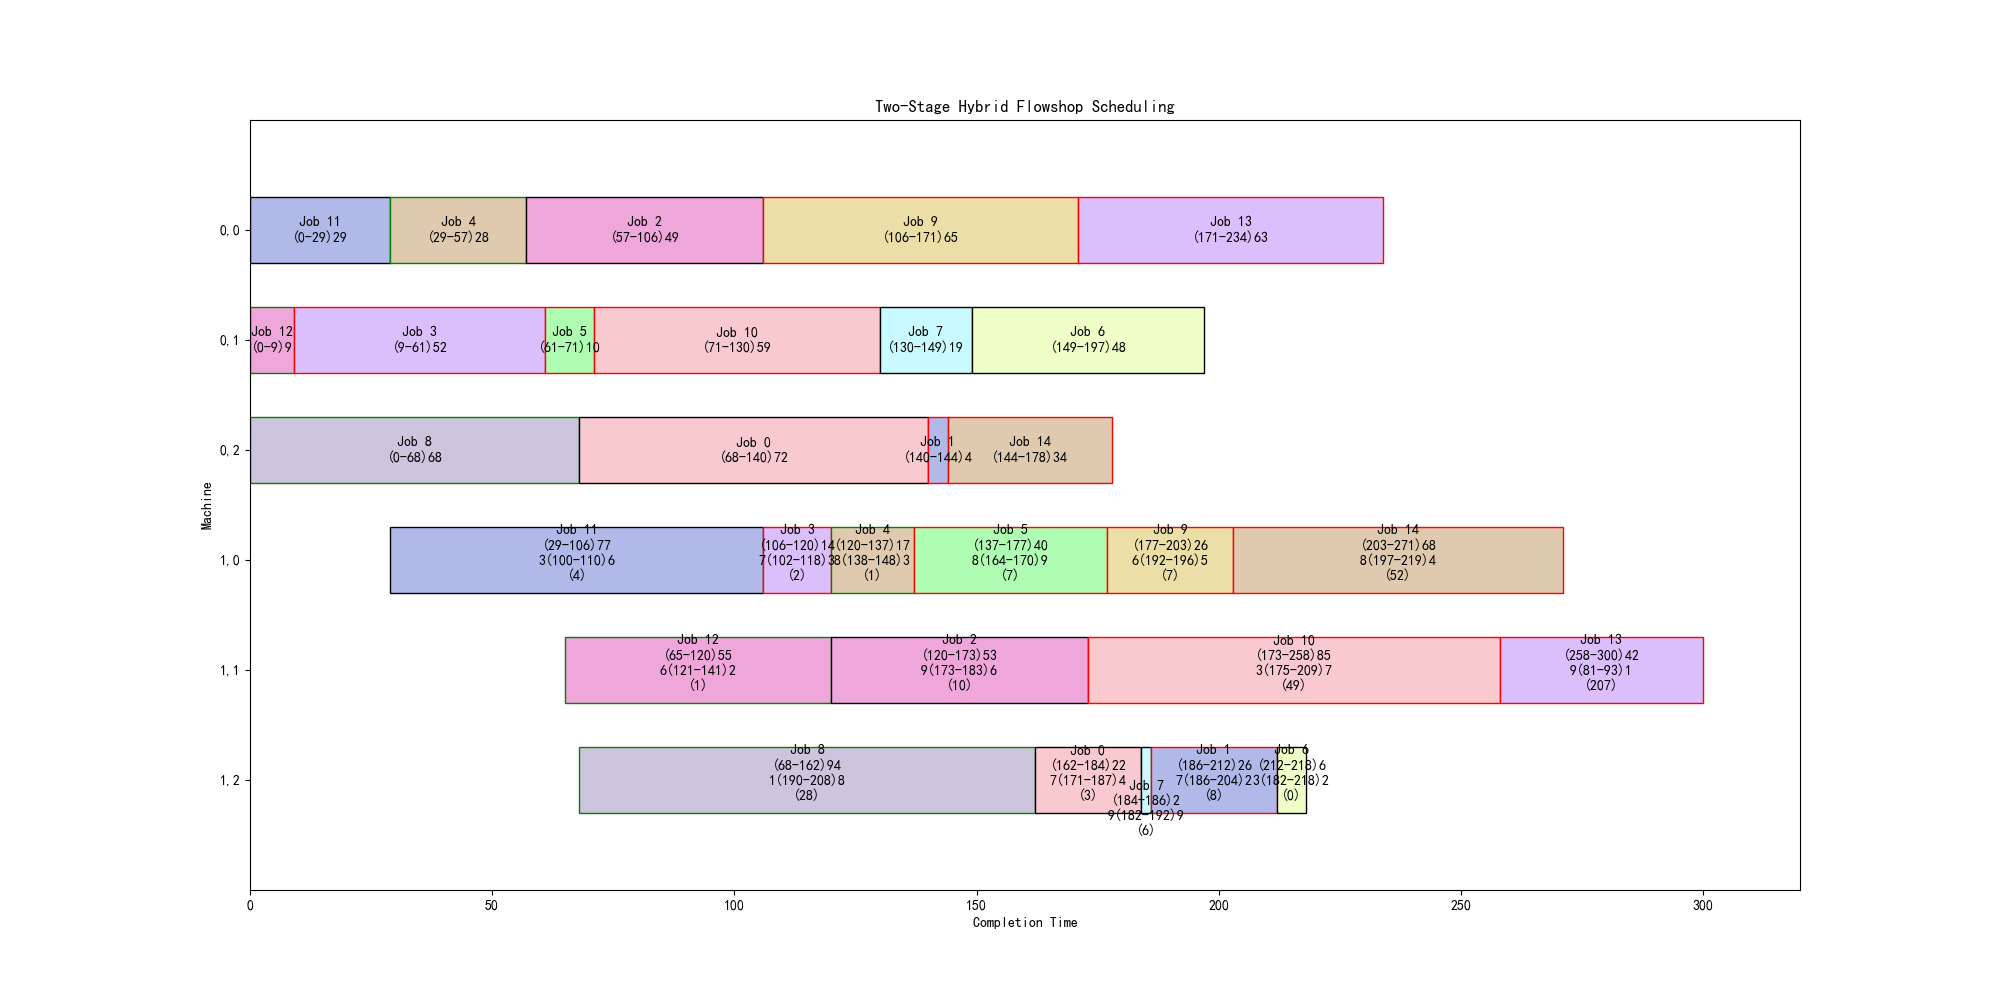 Two-Stage Hybrid Flowshop Scheduling
0,0
Job 11
(0-29)29
Job 4
(29-57)28
Job 2
(57-106)49
Job 9
(106-171)65
Job 13
(171-234)63
0,1
Job 12
(0-9)9
Job 3
(9-61)52
Job 5
(61-71)10
Job 10
(71-130)59
Job 7
(130-149)19
Job 6
(149-197)48
0,2
Job 8
(0-68)68
Job 0
(68-140)72
Job 1
(140-144)4
Job 14
(144-178)34
Machine
1,0
Job 11
(29-106)77
3(100-110)6
(4)
Job 3
(106-120)14
7(102-118)3
(2)
Job 4
(120-137)17
8(138-148)3
(1)
Job 5
(137-177)40
8(164-170)9
(7)
Job 9
(177-203)26
6(192-196)5
(7)
Job 14
(203-271)68
8(197-219)4
(52)
1,1
Job 12
(65-120)55
6(121-141)2
(1)
Job 2
(120-173)53
9(173-183)6
(10)
Job 10
(173-258)85
3(175-209)7
(49)
Job 13
(258-300)42
9(81-93)1
(207)
1,2
Job 8
(68-162)94
1(190-208)8
(28)
Job 0
(162-184)22
7(171-187)4
(3)
Job 7
(184-186)2
9(182-192)9
(6)
Job 1
(186-212)26
7(186-204)2
(8)
Job 6
(212-218)6
3(182-218)2
(0)
0 50 100 150 200 250 300
Completion Time